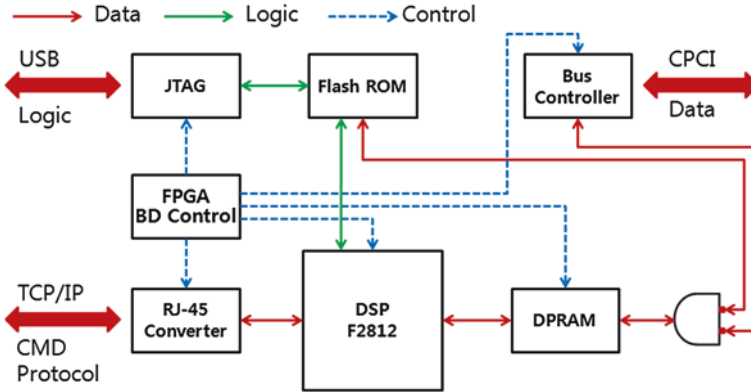 Data
Logic
Control
USB
Logic
JTAG
Flash ROM
Bus
Controller
CPCI
Data
FPGA
BD Control
TCP/IP
CMD
Protocol
RJ-45
Converter
DSP
F2812
DPRAM